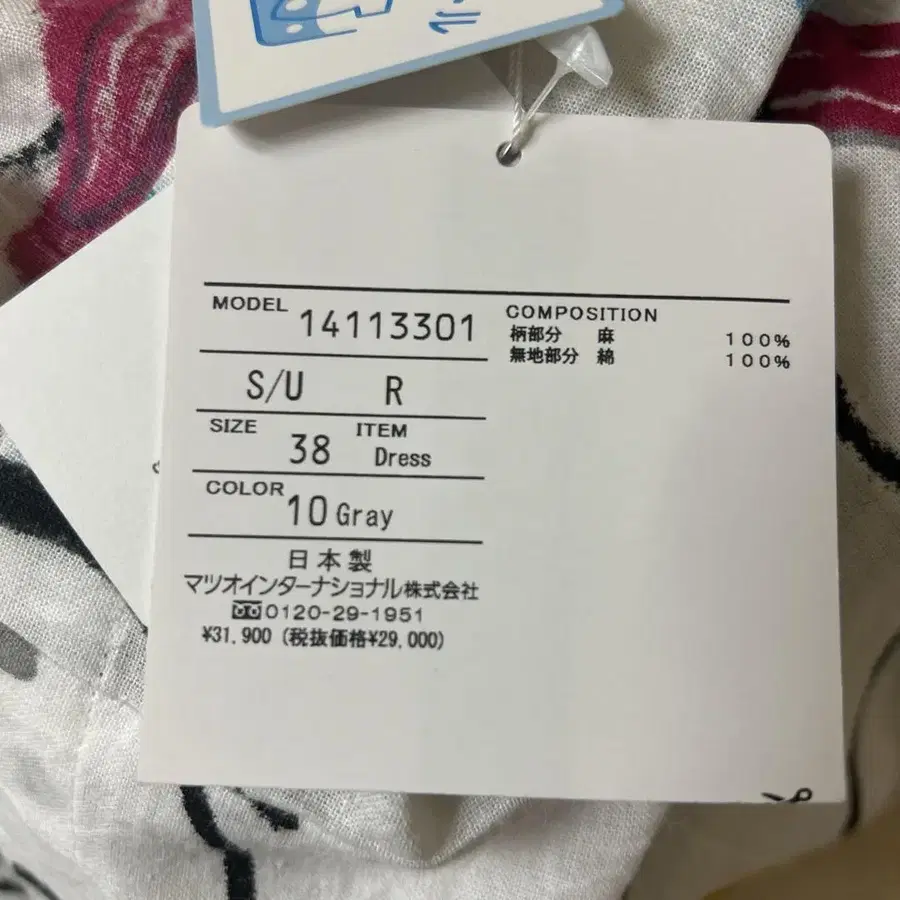 MODEL 14113301
S/U R
SIZE 38 ITEM Dress
COLOR 10 Gray
日本製
マツオインターナショナル株式会社
0120-29-1951
¥31,900 (税抜価格¥29,000)
COMPOSITION
柄部分 麻 100%
無地部分 綿 100%